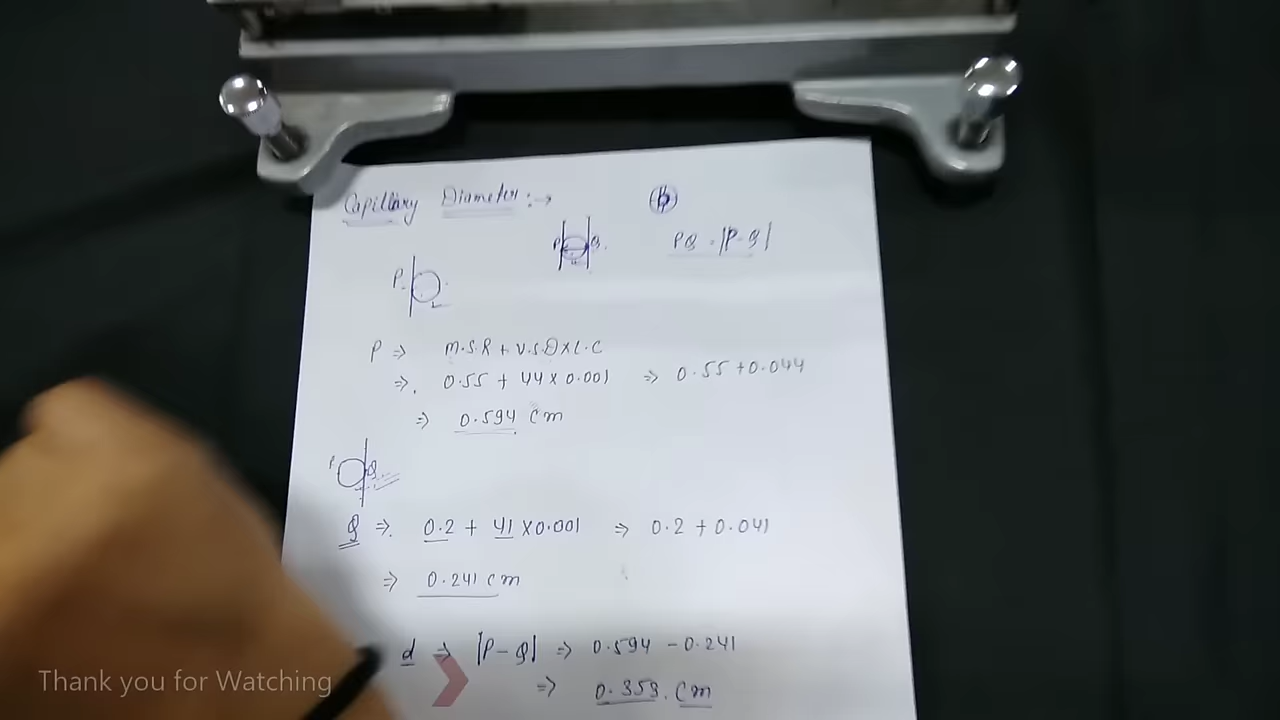 Capillary Diameter :→
P Q
PQ = |P-Q|
P
P ⇒ M.S.R + V.S.D X L.C
⇒. 0.55 + 44 X 0.001 ⇒ 0.55 + 0.044
⇒ 0.594 cm
P Q
Q ⇒. 0.2 + 41 X 0.001 ⇒ 0.2 + 0.041
⇒ 0.241 cm
d ⇒ |P-Q| ⇒ 0.594 - 0.241
⇒ 0.353. cm
Thank you for Watching